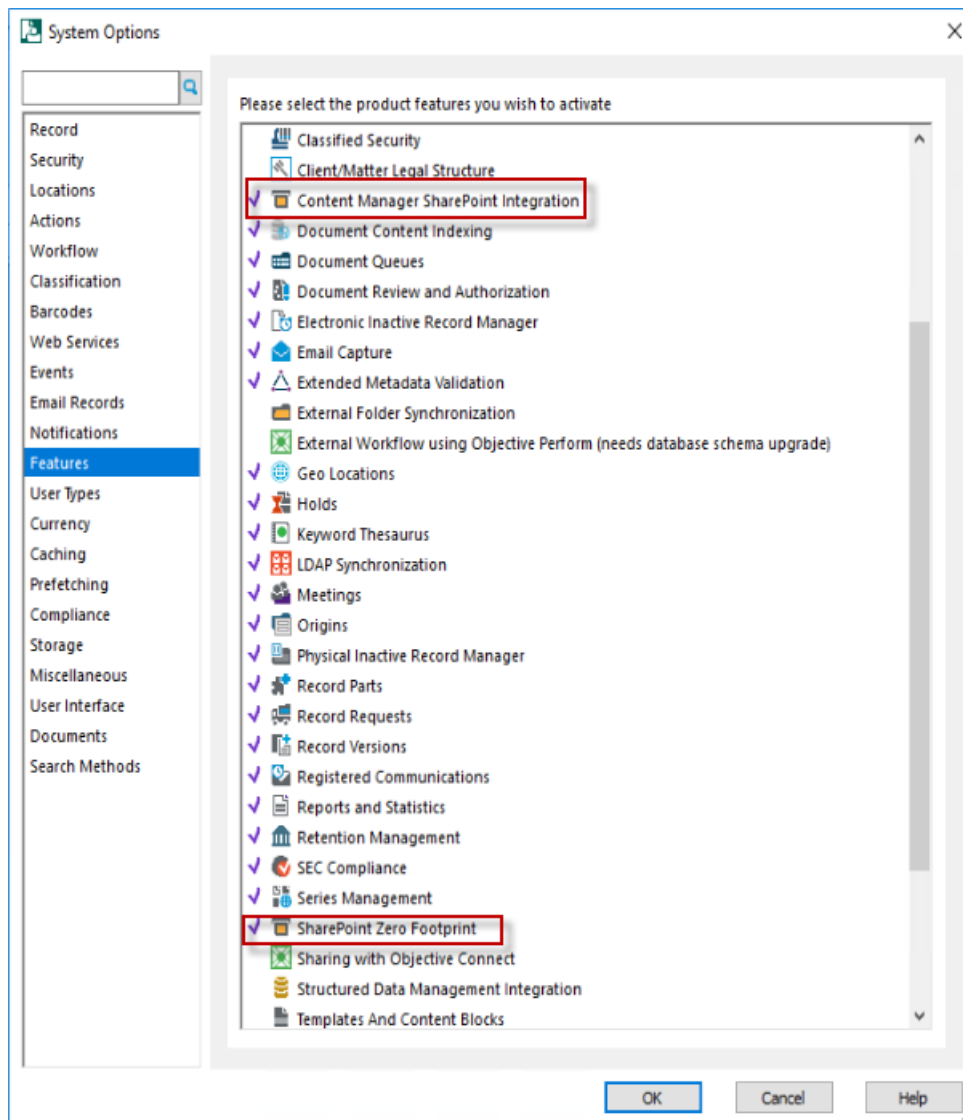 System Options
Please select the product features you wish to activate
Record
Security
Locations
Actions
Workflow
Classification
Barcodes
Web Services
Events
Email Records
Notifications
Features
User Types
Currency
Caching
Prefetching
Compliance
Storage
Miscellaneous
User Interface
Documents
Search Methods
Classified Security
Client/Matter Legal Structure
Content Manager SharePoint Integration
Document Content Indexing
Document Queues
Document Review and Authorization
Electronic Inactive Record Manager
Email Capture
Extended Metadata Validation
External Folder Synchronization
External Workflow using Objective Perform (needs database schema upgrade)
Geo Locations
Holds
Keyword Thesaurus
LDAP Synchronization
Meetings
Origins
Physical Inactive Record Manager
Record Parts
Record Requests
Record Versions
Registered Communications
Reports and Statistics
Retention Management
SEC Compliance
Series Management
SharePoint Zero Footprint
Sharing with Objective Connect
Structured Data Management Integration
Templates And Content Blocks
OK
Cancel
Help